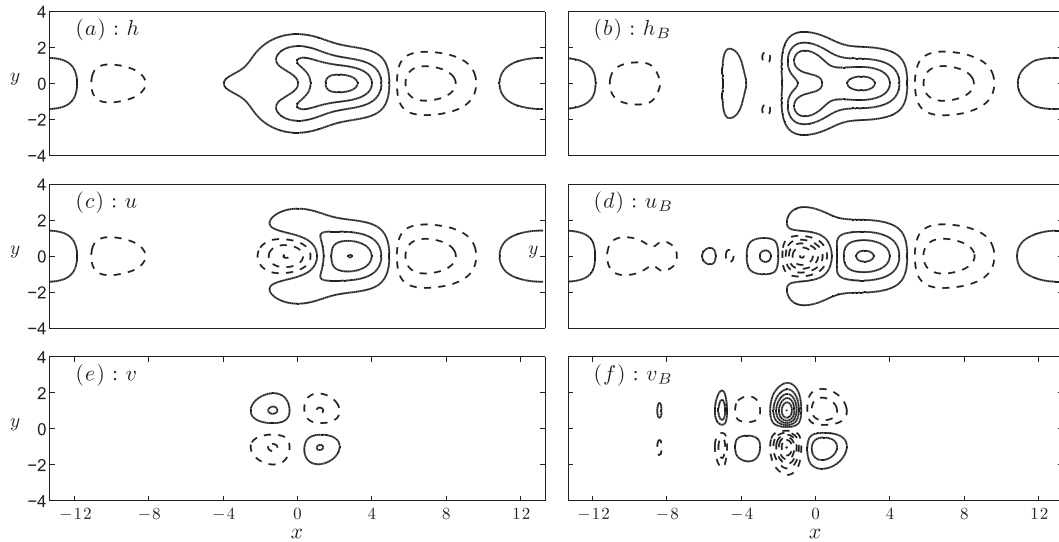 4 (a) : h (b) : h_B
2
y 0
−2
−4
4 (c) : u (d) : u_B
2
y 0 y
−2
−4
4 (e) : v (f) : v_B
2
y 0
−2
−4
−12 −8 −4 0 4 8 12 −12 −8 −4 0 4 8 12
x x